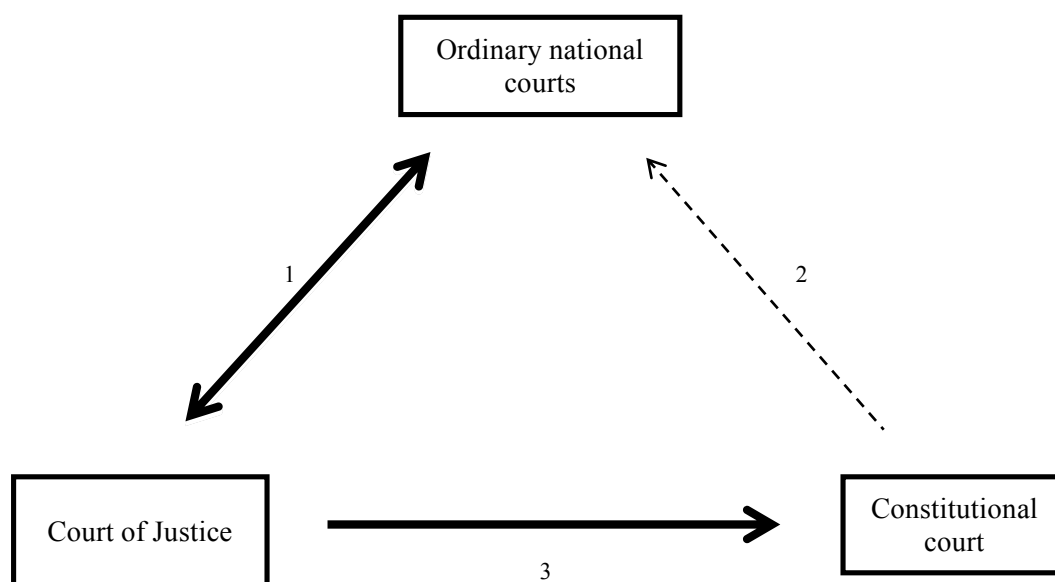 Ordinary national
courts
1
2
Court of Justice
Constitutional
court
3